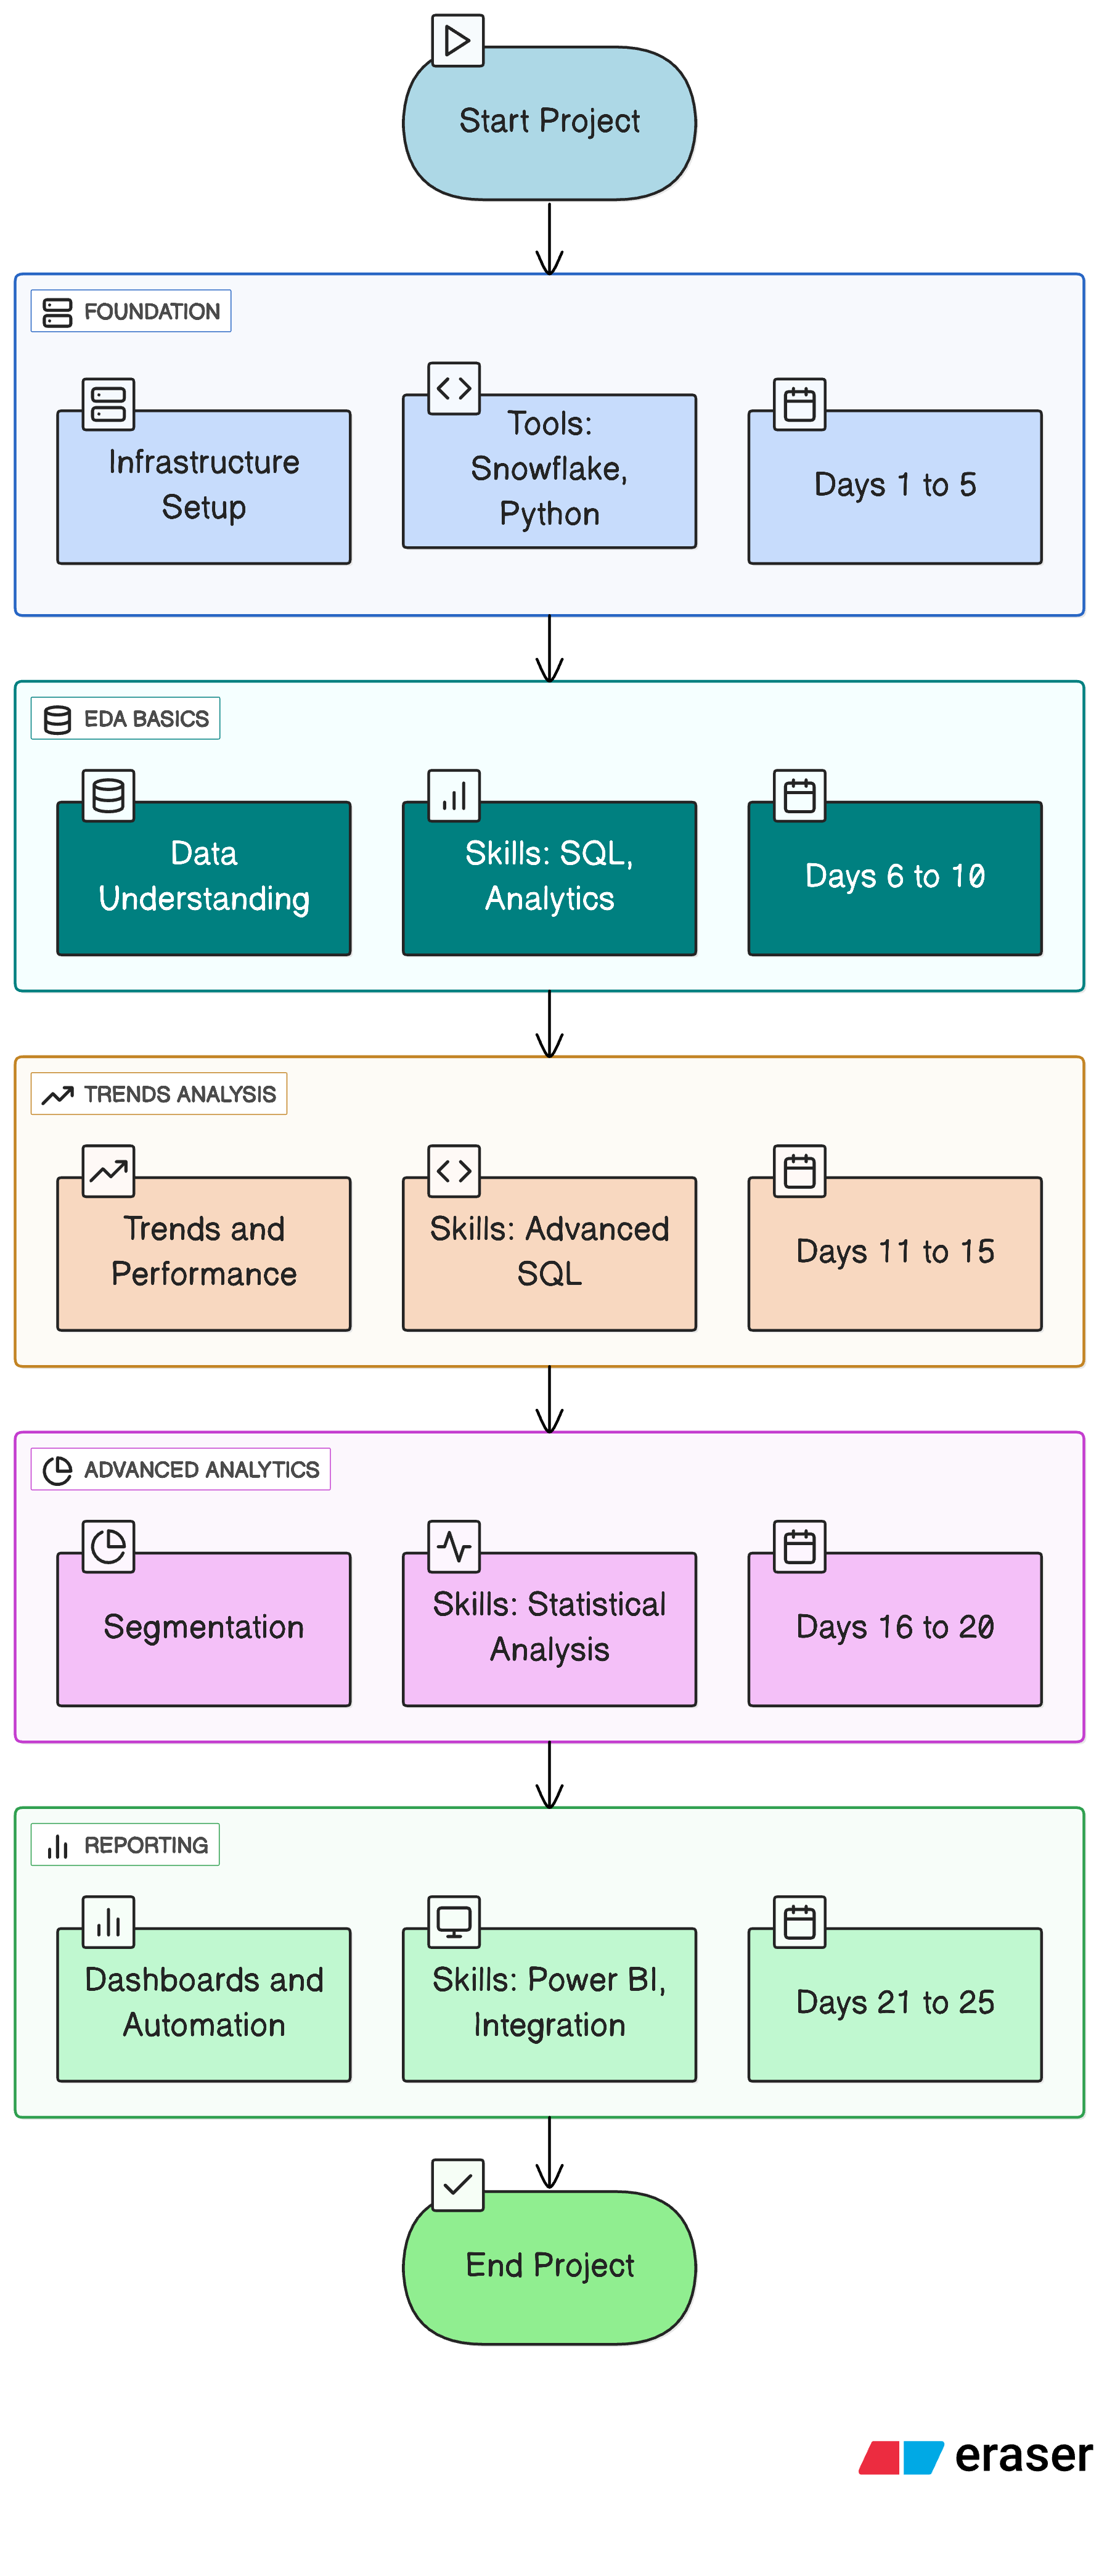 Start Project
FOUNDATION
Infrastructure
Setup
Tools:
Snowflake,
Python
Days 1 to 5
EDA BASICS
Data
Understanding
Skills: SQL,
Analytics
Days 6 to 10
TRENDS ANALYSIS
Trends and
Performance
Skills: Advanced
SQL
Days 11 to 15
ADVANCED ANALYTICS
Segmentation
Skills: Statistical
Analysis
Days 16 to 20
REPORTING
Dashboards and
Automation
Skills: Power BI,
Integration
Days 21 to 25
End Project
eraser